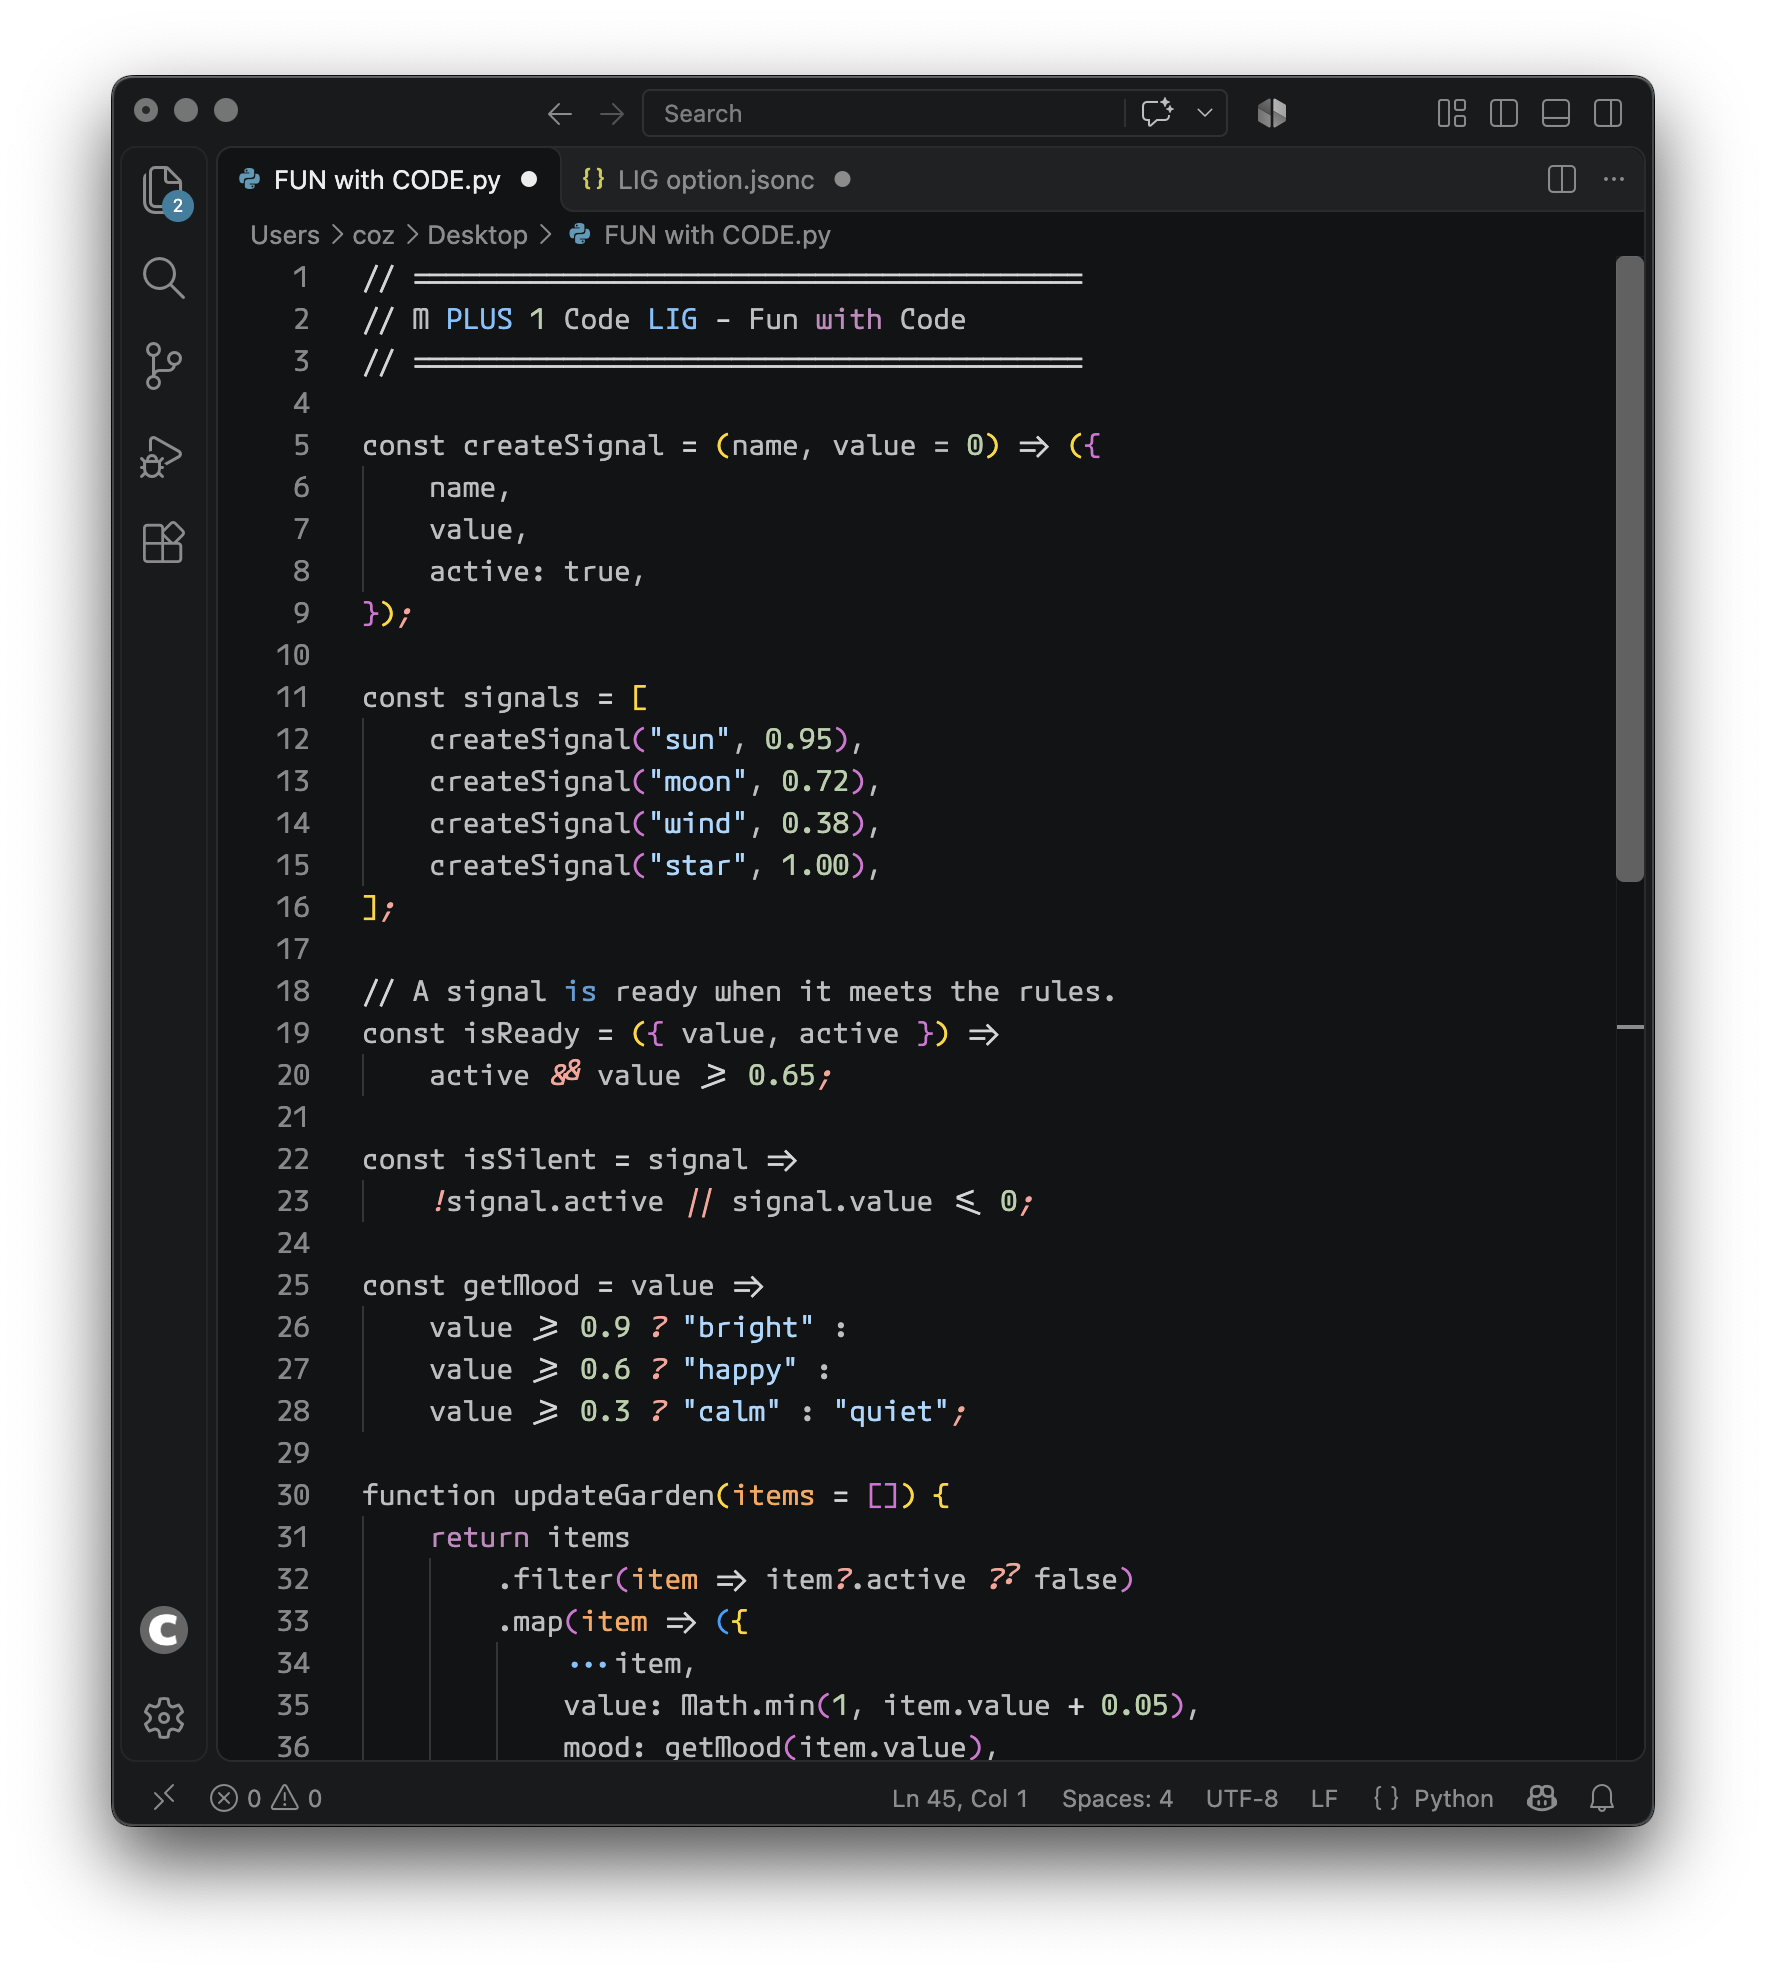 Search
2
FUN with CODE.py
{} LIG option.jsonc
Users > coz > Desktop > FUN with CODE.py
1 // ========================================
2 // M PLUS 1 Code LIG - Fun with Code
3 // ========================================
4
5 const createSignal = (name, value = 0) => ({
6     name,
7     value,
8     active: true,
9 });
10
11 const signals = [
12     createSignal("sun", 0.95),
13     createSignal("moon", 0.72),
14     createSignal("wind", 0.38),
15     createSignal("star", 1.00),
16 ];
17
18 // A signal is ready when it meets the rules.
19 const isReady = ({ value, active }) =>
20     active && value >= 0.65;
21
22 const isSilent = signal =>
23     !signal.active || signal.value <= 0;
24
25 const getMood = value =>
26     value >= 0.9 ? "bright" :
27     value >= 0.6 ? "happy" :
28     value >= 0.3 ? "calm" : "quiet";
29
30 function updateGarden(items = []) {
31     return items
32         .filter(item => item?.active ?? false)
33         .map(item => ({
34             ...item,
35             value: Math.min(1, item.value + 0.05),
36             mood: getMood(item.value),
C
0 0 Ln 45, Col 1 Spaces: 4 UTF-8 LF {} Python